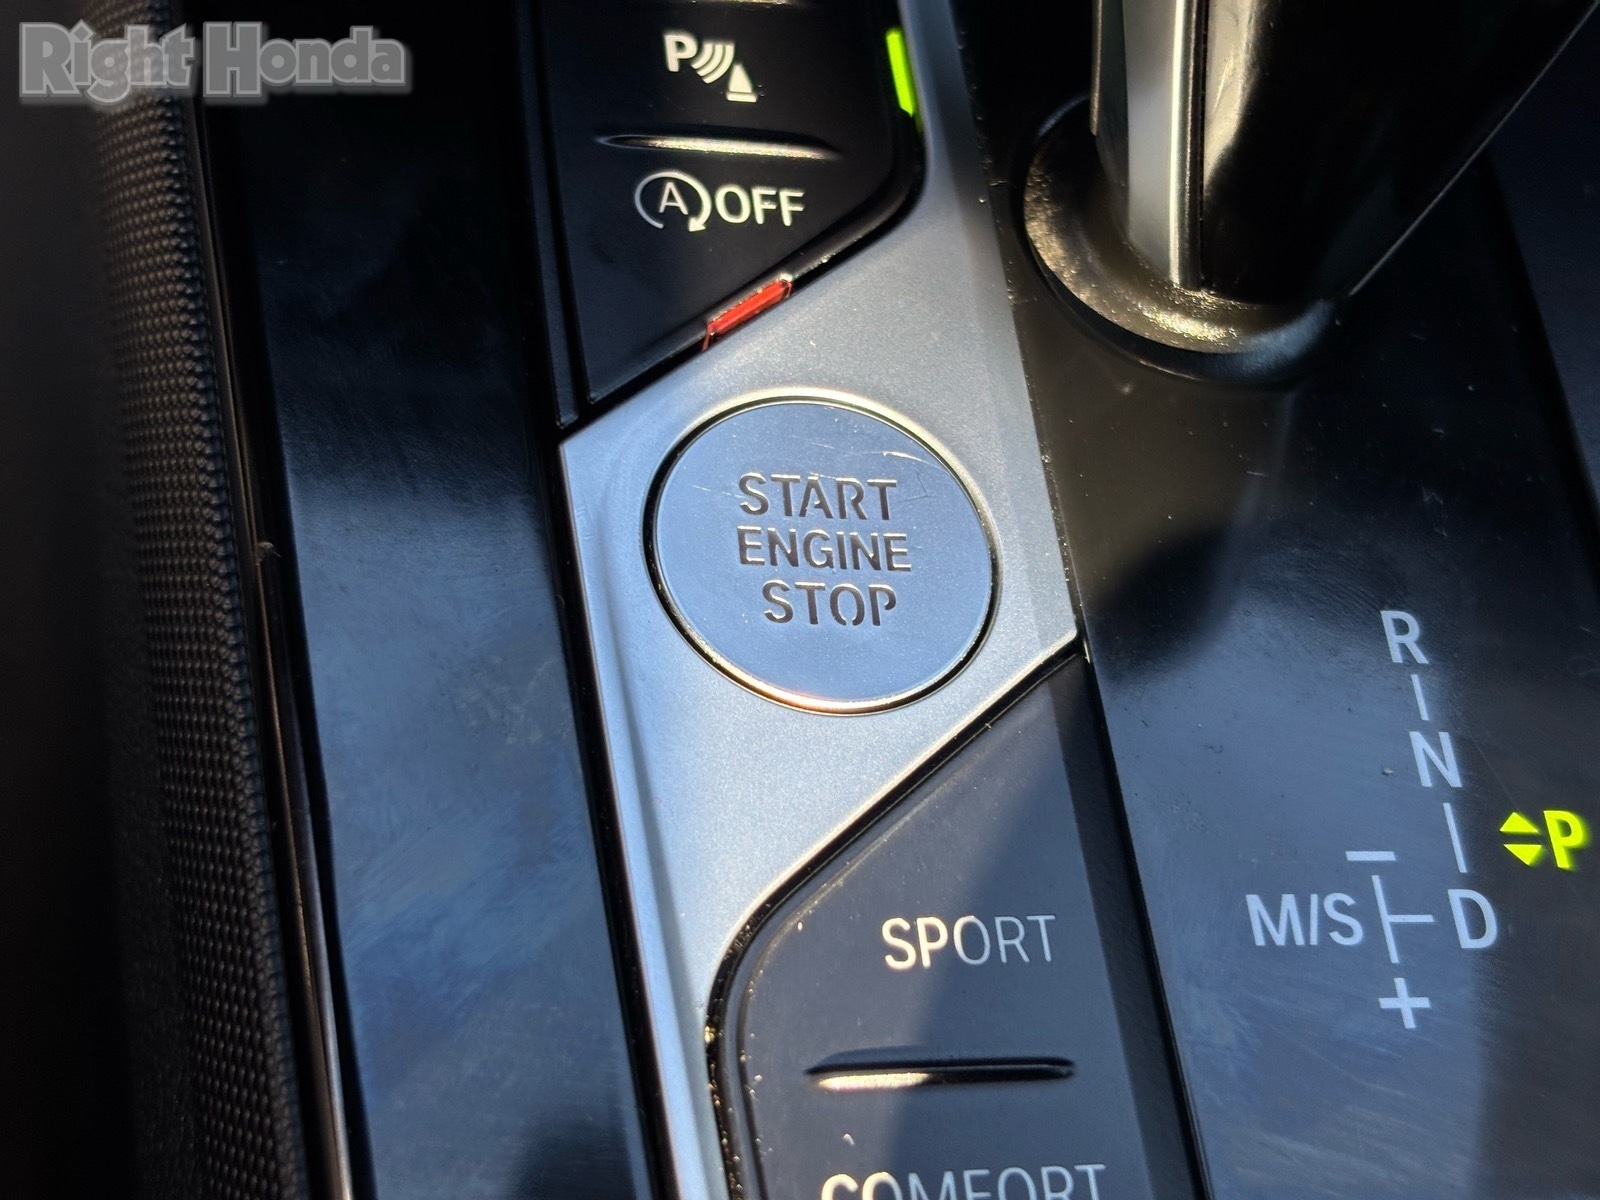 Right Honda
P
A OFF
START
ENGINE
STOP
R
N
P
M/S D
-
+
SPORT
COMFORT